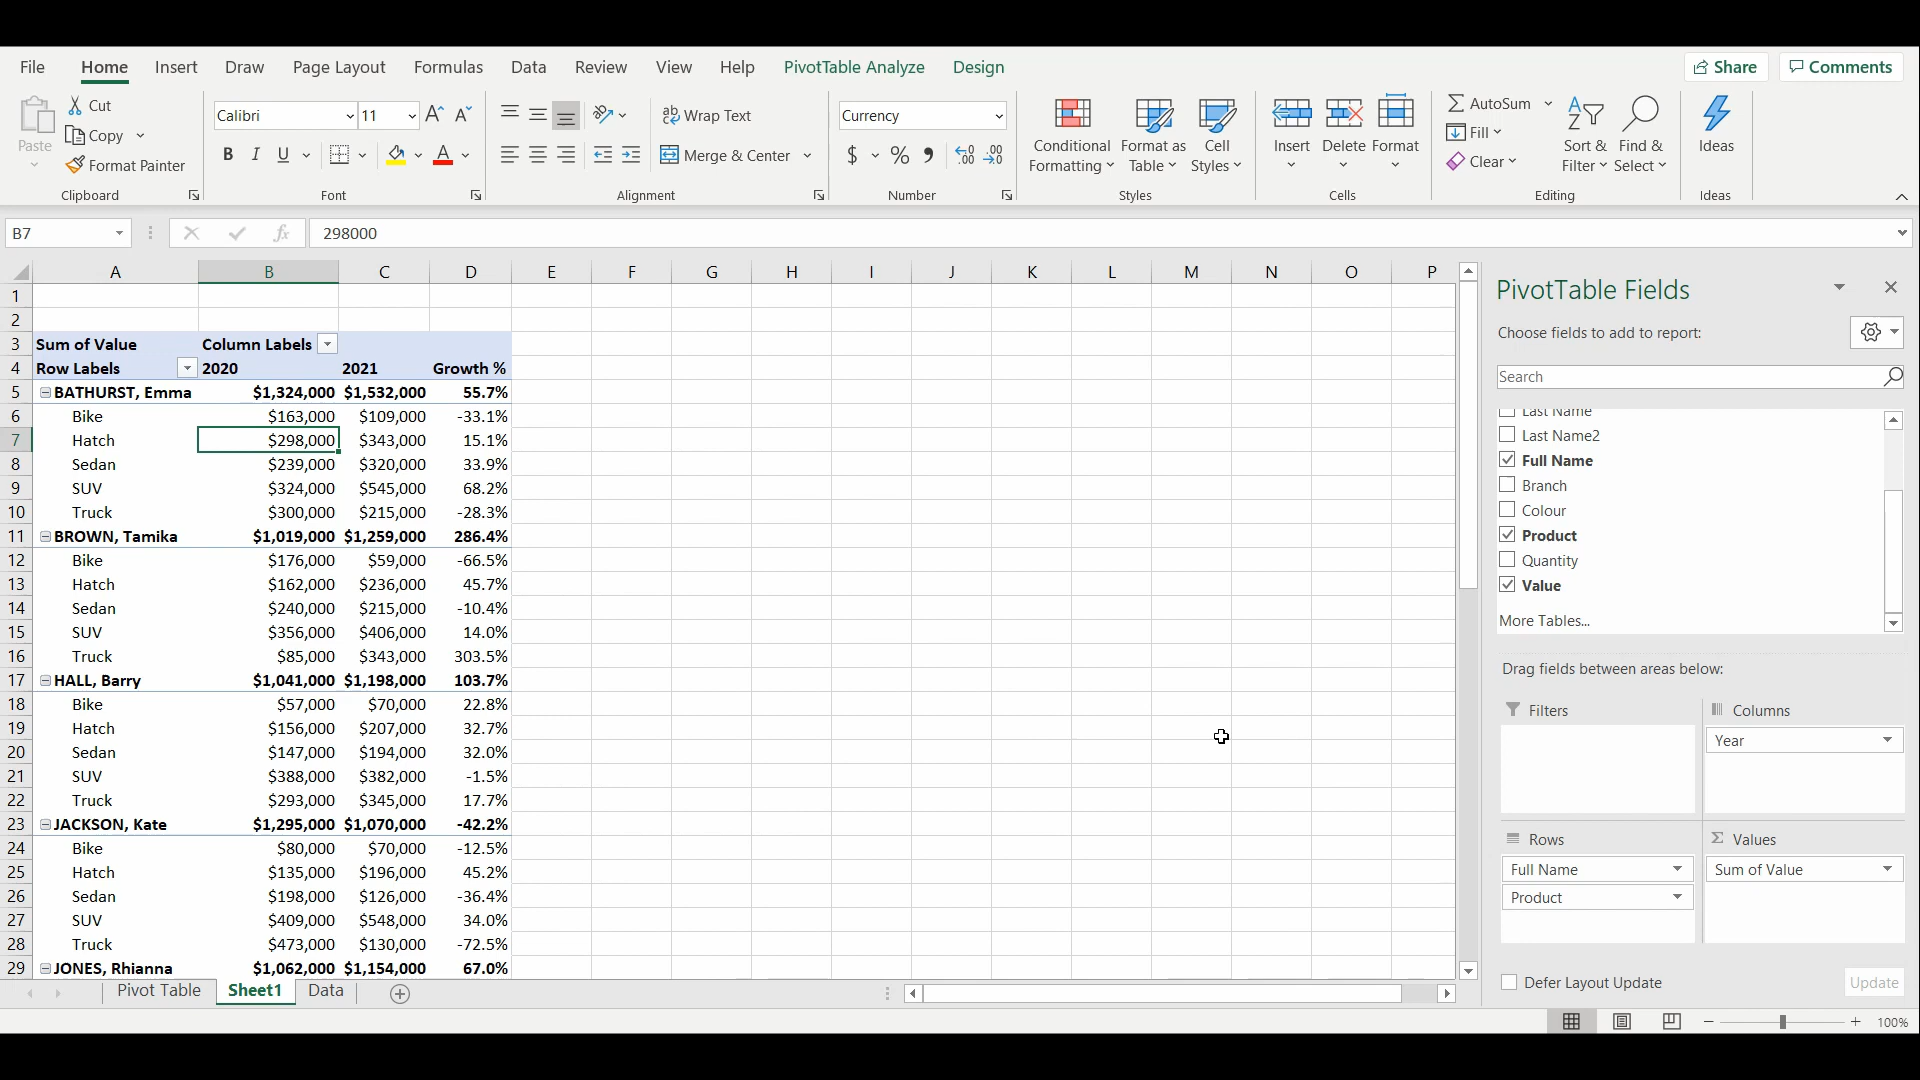 File Home Insert Draw Page Layout Formulas Data Review View Help PivotTable Analyze Design Share Comments
Paste Cut Copy Format Painter Clipboard
Calibri 11 B I U A Font
Wrap Text Merge & Center Alignment
Currency $ % Number
Conditional Formatting Format as Table Cell Styles Styles
Insert Delete Format Cells
AutoSum Fill Clear Sort & Filter Find & Select Editing
Ideas Ideas
B7 fx 298000
A B C D E F G H I J K L M N O P
1
2
3 Sum of Value Column Labels
4 Row Labels 2020 2021 Growth %
5 BATHURST, Emma $1,324,000 $1,532,000 55.7%
6 Bike $163,000 $109,000 -33.1%
7 Hatch $298,000 $343,000 15.1%
8 Sedan $239,000 $320,000 33.9%
9 SUV $324,000 $545,000 68.2%
10 Truck $300,000 $215,000 -28.3%
11 BROWN, Tamika $1,019,000 $1,259,000 286.4%
12 Bike $176,000 $59,000 -66.5%
13 Hatch $162,000 $236,000 45.7%
14 Sedan $240,000 $215,000 -10.4%
15 SUV $356,000 $406,000 14.0%
16 Truck $85,000 $343,000 303.5%
17 HALL, Barry $1,041,000 $1,198,000 103.7%
18 Bike $57,000 $70,000 22.8%
19 Hatch $156,000 $207,000 32.7%
20 Sedan $147,000 $194,000 32.0%
21 SUV $388,000 $382,000 -1.5%
22 Truck $293,000 $345,000 17.7%
23 JACKSON, Kate $1,295,000 $1,070,000 -42.2%
24 Bike $80,000 $70,000 -12.5%
25 Hatch $135,000 $196,000 45.2%
26 Sedan $198,000 $126,000 -36.4%
27 SUV $409,000 $548,000 34.0%
28 Truck $473,000 $130,000 -72.5%
29 JONES, Rhianna $1,062,000 $1,154,000 67.0%
Pivot Table Sheet1 Data
PivotTable Fields
Choose fields to add to report:
Search
Last Name
Last Name2
Full Name
Branch
Colour
Product
Quantity
Value
More Tables...
Drag fields between areas below:
Filters Columns
Year
Rows Values
Full Name Sum of Value
Product
Defer Layout Update Update
100%